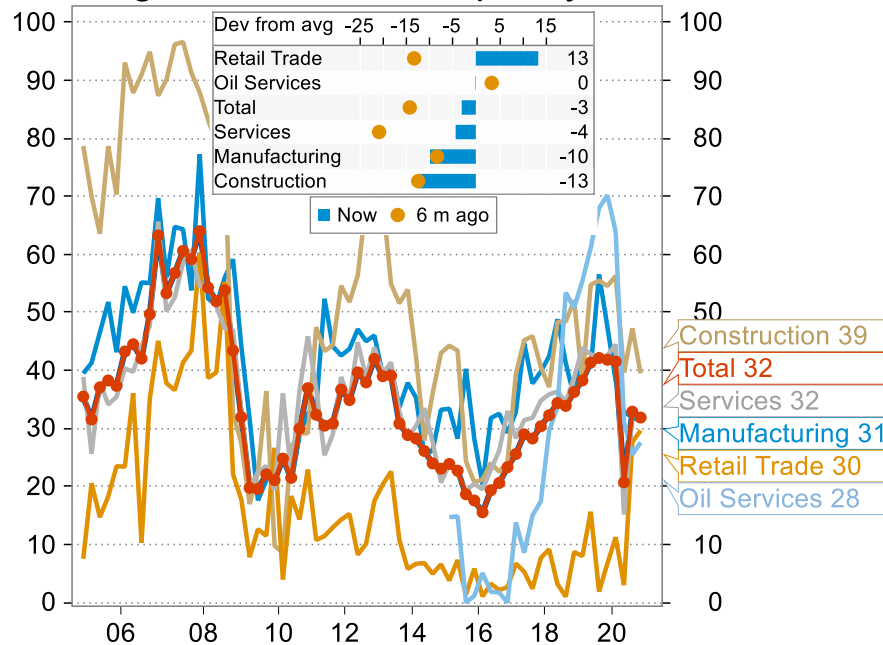 Dev from avg -25 -15 -5 5 15
Retail Trade 13
Oil Services 0
Total -3
Services -4
Manufacturing -10
Construction -13
Now 6 m ago
100 100
90 90
80 80
70 70
60 60
50 50
40 40
30 30
20 20
10 10
0 0
Construction 39
Total 32
Services 32
Manufacturing 31
Retail Trade 30
Oil Services 28
06 08 10 12 14 16 18 20